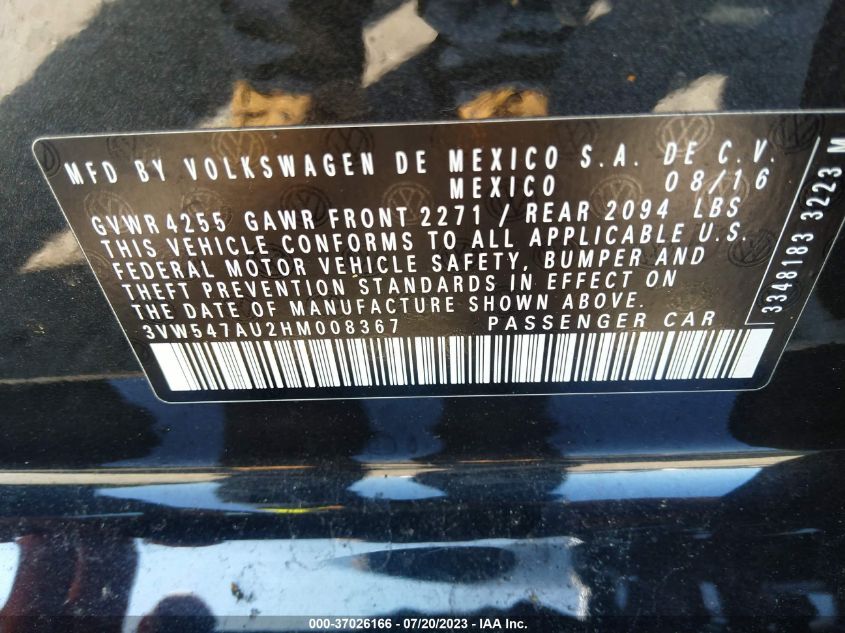 MFD BY VOLKSWAGEN DE MEXICO S.A. DE C.V.
MEXICO 08/16
GVWR 4255 GAWR FRONT 2271 / REAR 2094 LBS
THIS VEHICLE CONFORMS TO ALL APPLICABLE U.S.
FEDERAL MOTOR VEHICLE SAFETY, BUMPER AND
THEFT PREVENTION STANDARDS IN EFFECT ON
THE DATE OF MANUFACTURE SHOWN ABOVE.
3VW547AU2HM008367 PASSENGER CAR
3348183 3223 M
000-37026166 - 07/20/2023 - IAA Inc.